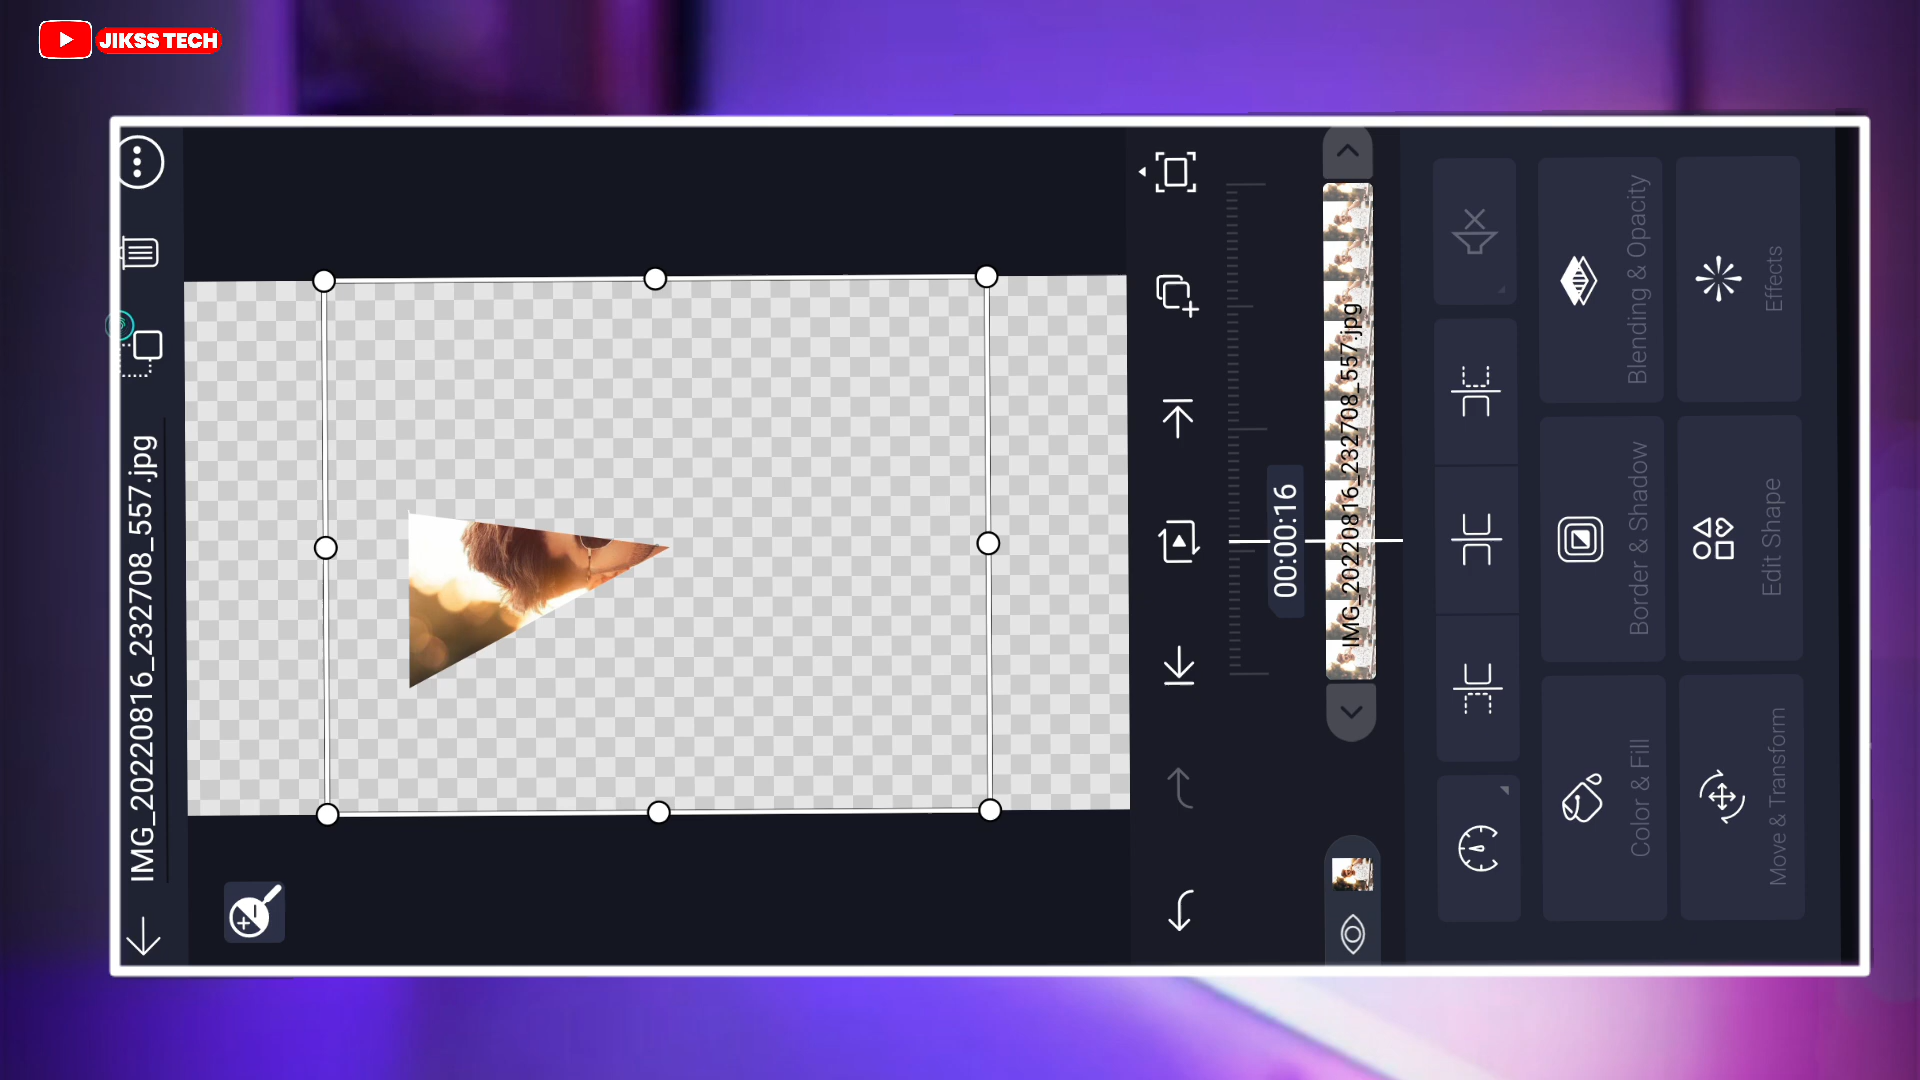 JIKSS TECH
IMG_20220816_232708_557.jpg
00:00:16
IMG_20220816_232708_557.jpg
Blending & Opacity
Effects
Border & Shadow
Edit Shape
Color & Fill
Move & Transform